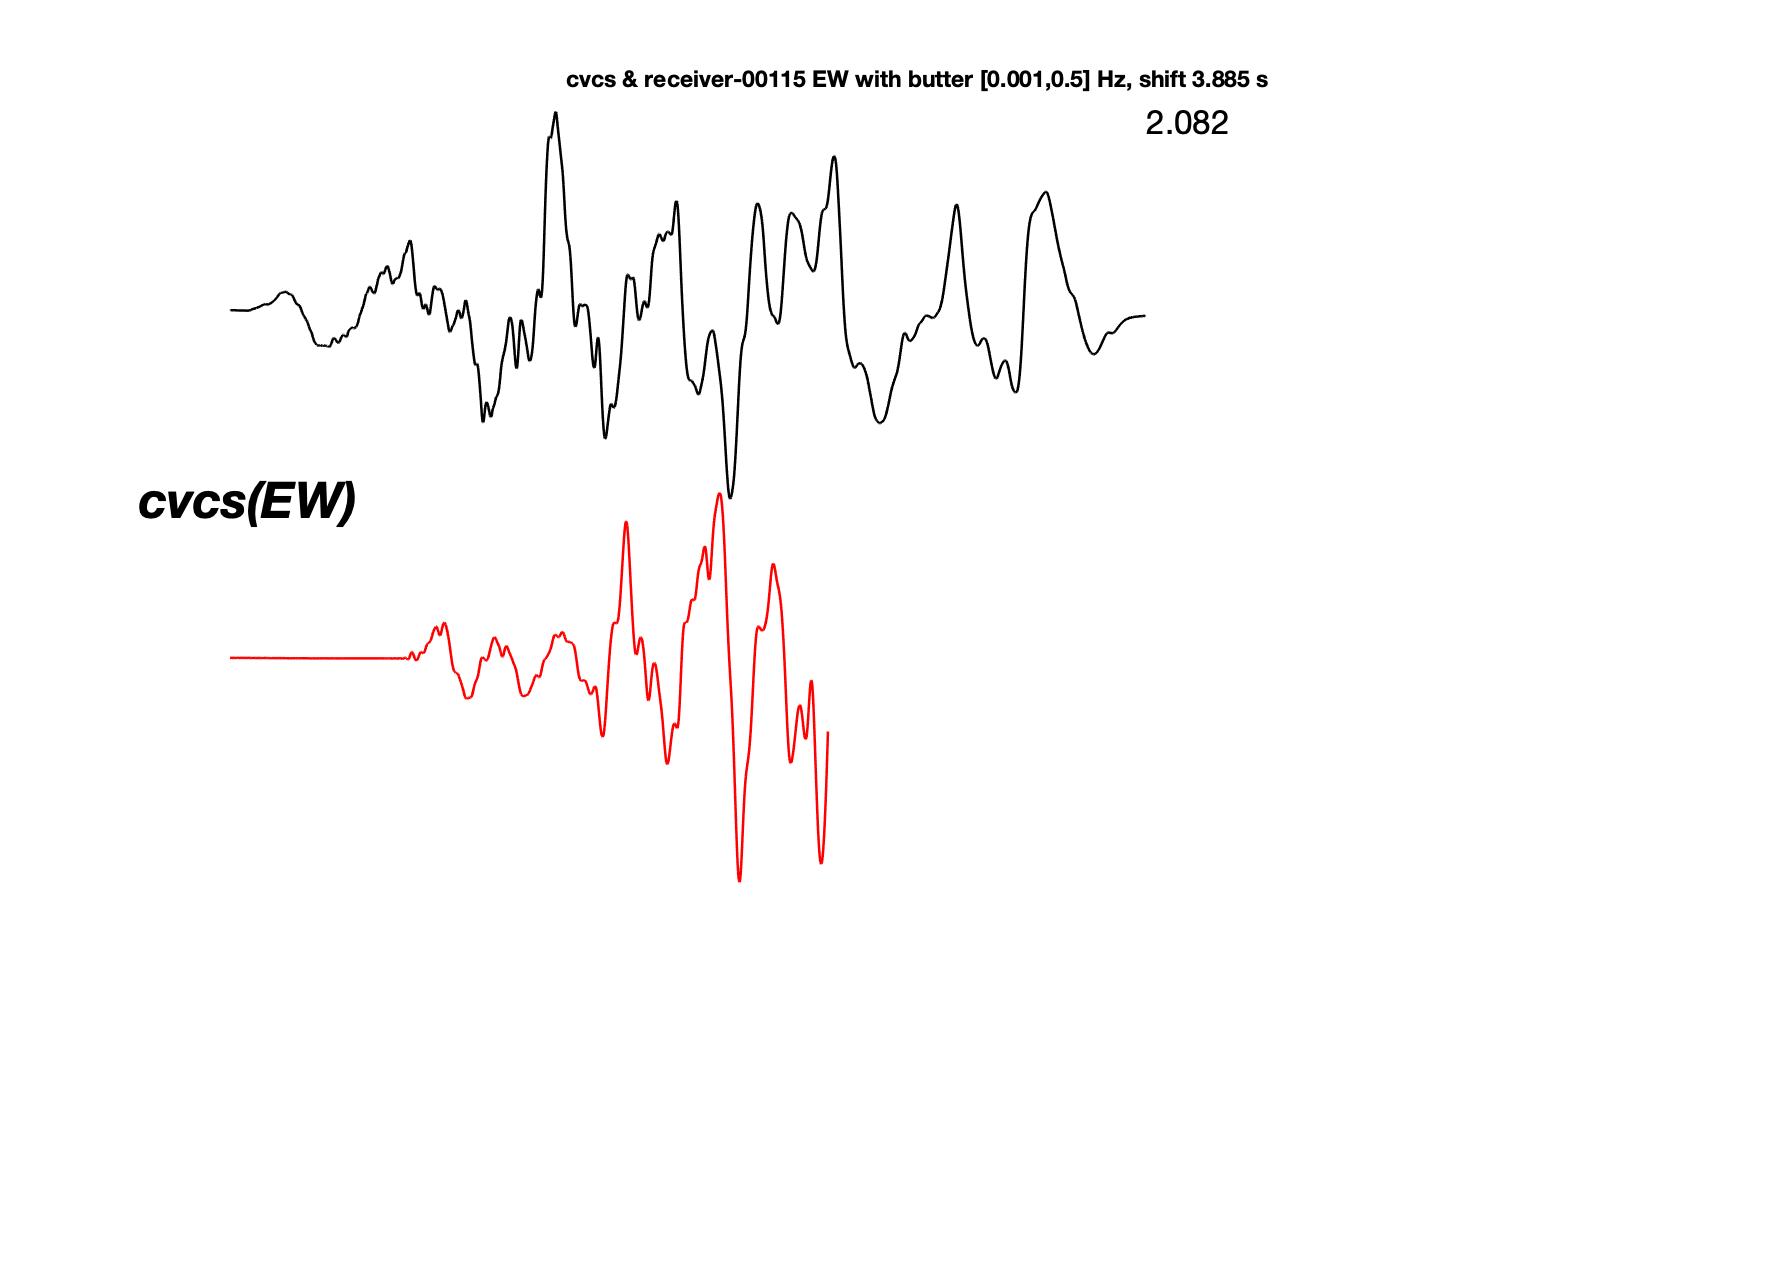 cvcs & receiver-00115 EW with butter [0.001,0.5] Hz, shift 3.885 s
2.082
cvcs(EW)